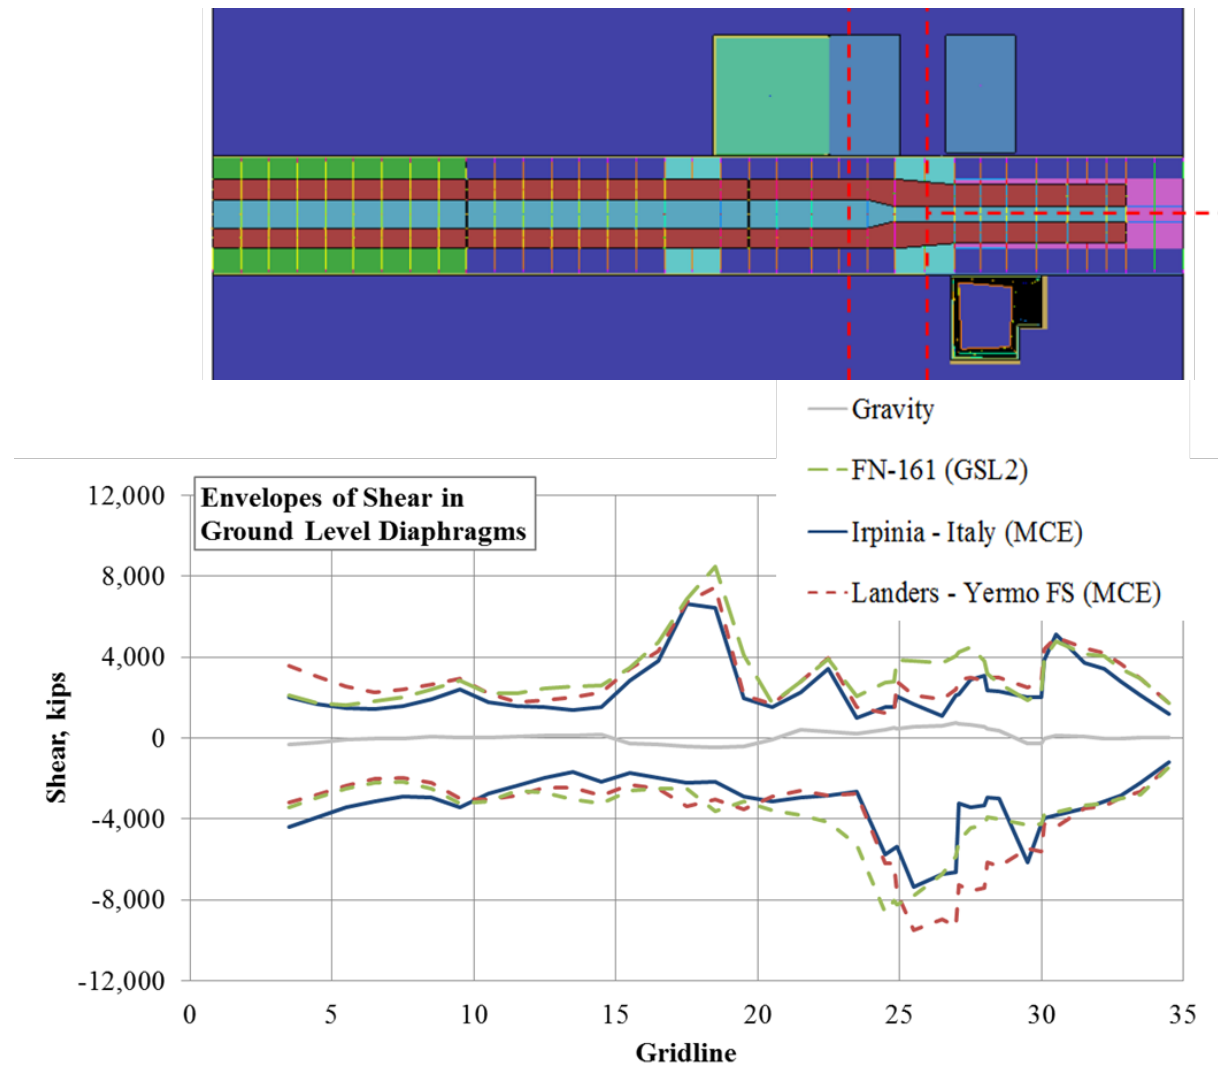 Gravity
FN-161 (GSL2)
Irpinia - Italy (MCE)
Landers - Yermo FS (MCE)
Envelopes of Shear in
Ground Level Diaphragms
Shear, kips
12,000
8,000
4,000
0
-4,000
-8,000
-12,000
0 5 10 15 20 25 30 35
Gridline